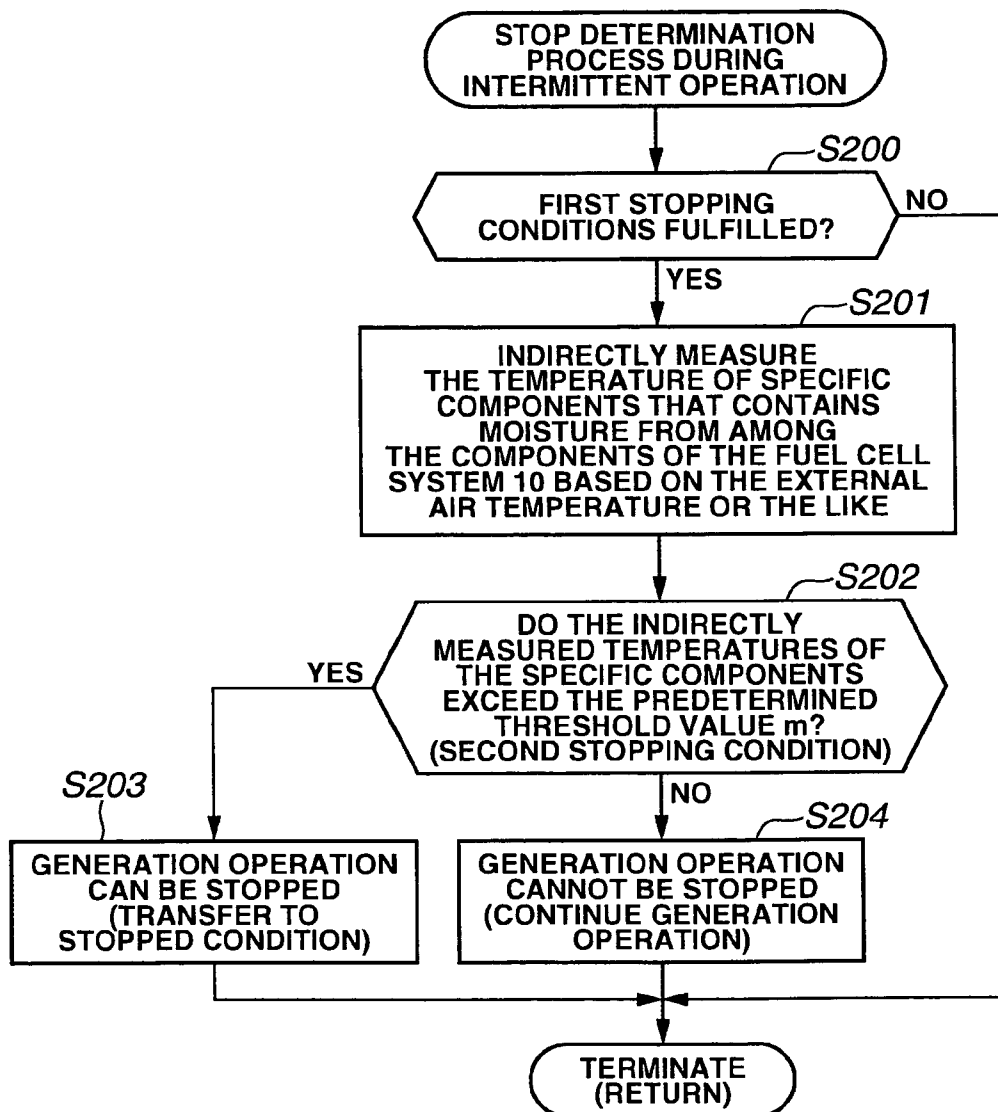 STOP DETERMINATION
PROCESS DURING
INTERMITTENT OPERATION
S200
FIRST STOPPING
CONDITIONS FULFILLED?
NO
YES
S201
INDIRECTLY MEASURE
THE TEMPERATURE OF SPECIFIC
COMPONENTS THAT CONTAINS
MOISTURE FROM AMONG
THE COMPONENTS OF THE FUEL CELL
SYSTEM 10 BASED ON THE EXTERNAL
AIR TEMPERATURE OR THE LIKE
S202
DO THE INDIRECTLY
MEASURED TEMPERATURES OF
THE SPECIFIC COMPONENTS
EXCEED THE PREDETERMINED
THRESHOLD VALUE m?
(SECOND STOPPING CONDITION)
YES
NO
S203
GENERATION OPERATION
CAN BE STOPPED
(TRANSFER TO
STOPPED CONDITION)
S204
GENERATION OPERATION
CANNOT BE STOPPED
(CONTINUE GENERATION
OPERATION)
TERMINATE
(RETURN)